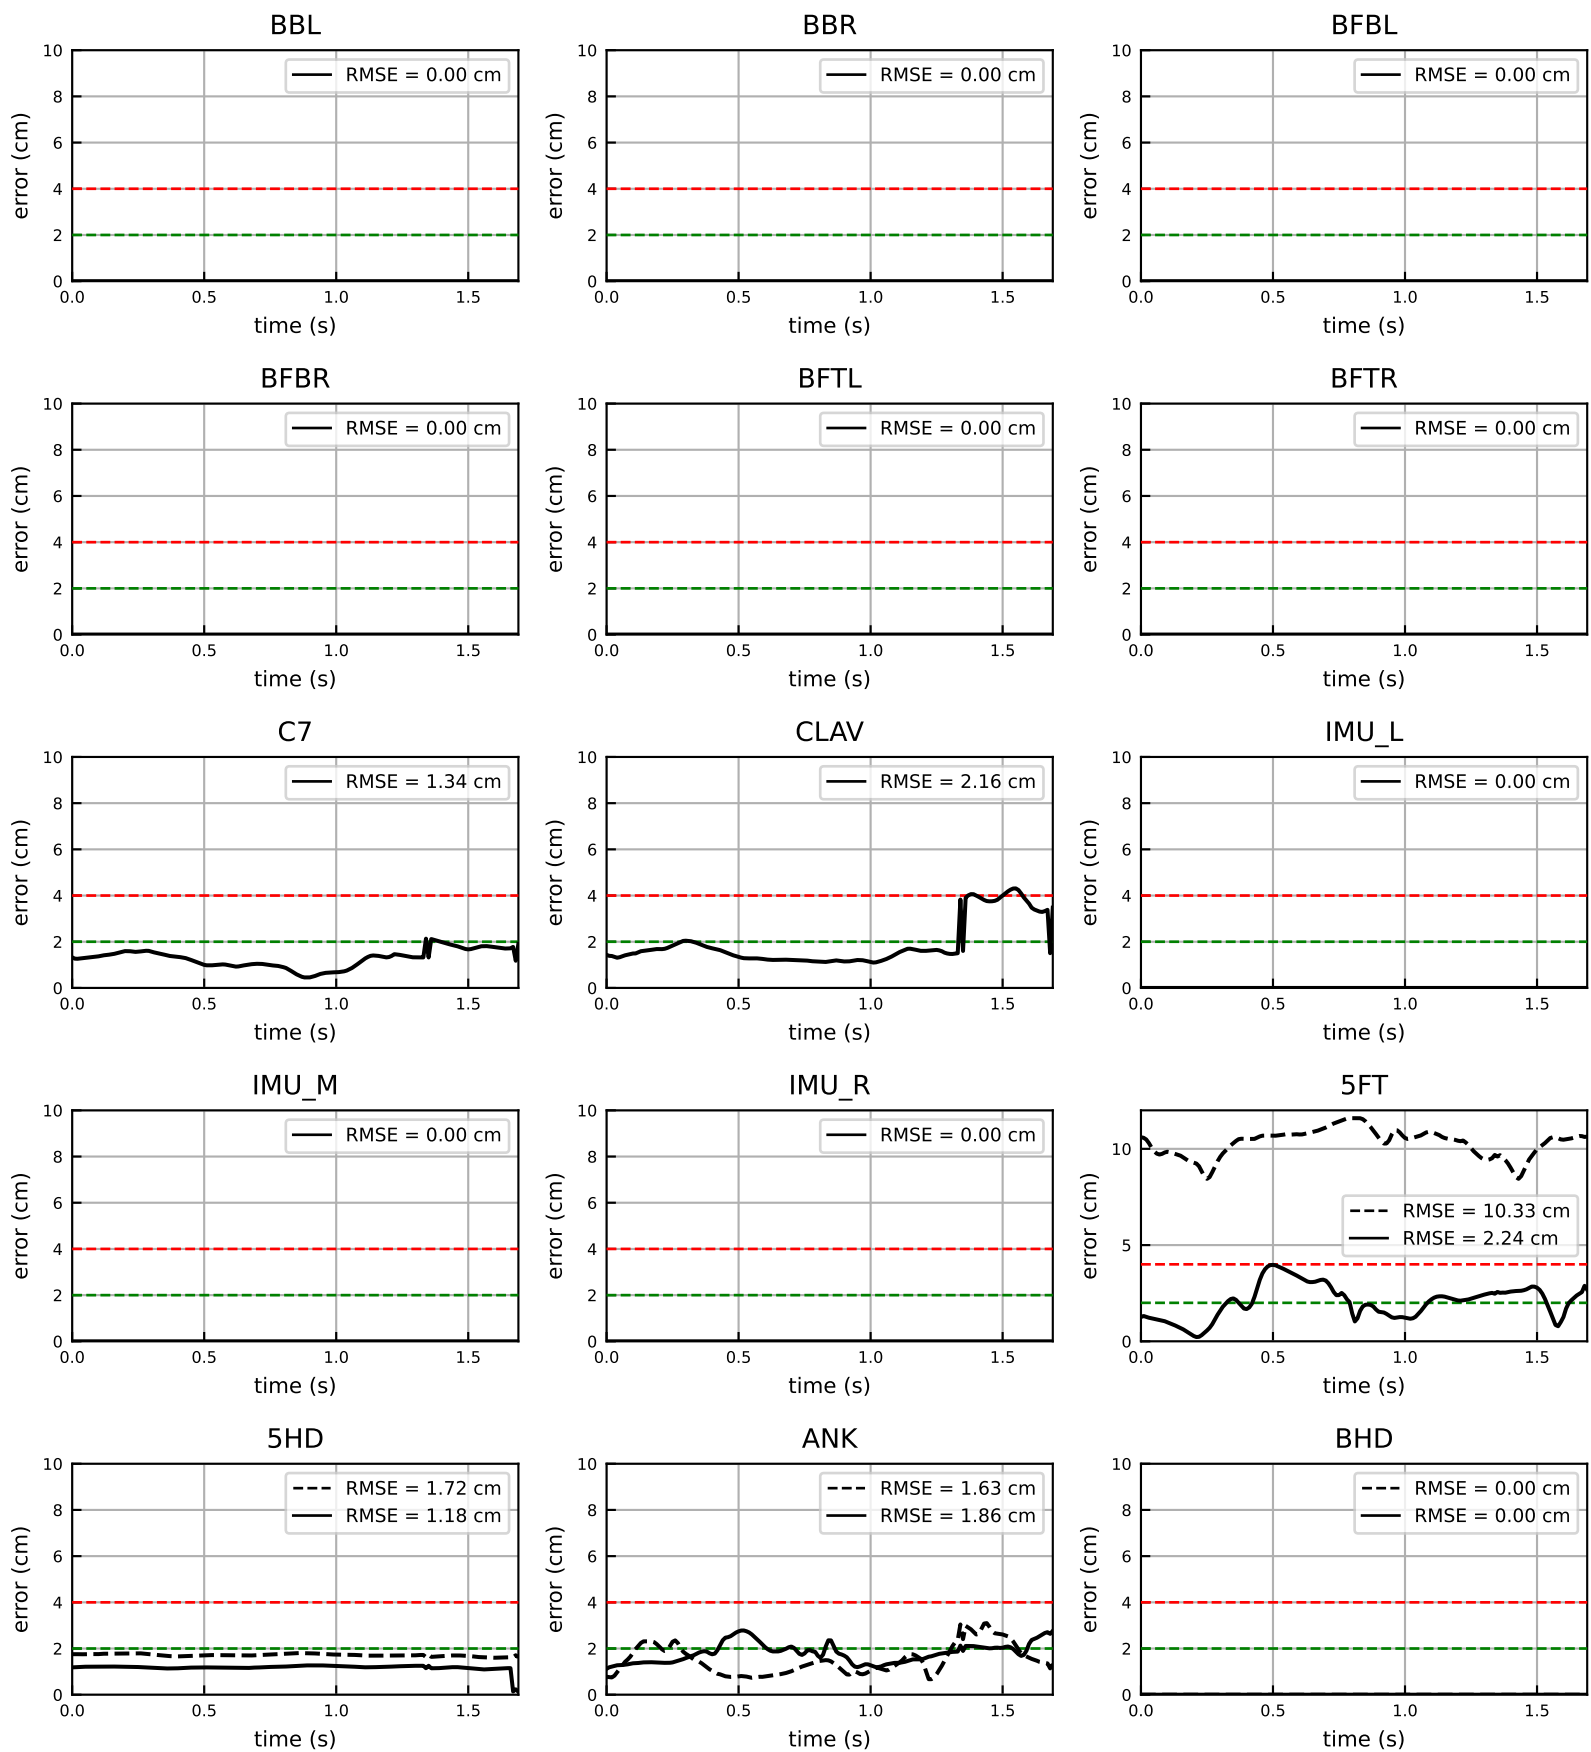 BBL
BBR
BFBL
RMSE = 0.00 cm
RMSE = 0.00 cm
RMSE = 0.00 cm
error (cm)
10
8
6
4
2
0
0.0 0.5 1.0 1.5
time (s)
error (cm)
10
8
6
4
2
0
0.0 0.5 1.0 1.5
time (s)
error (cm)
10
8
6
4
2
0
0.0 0.5 1.0 1.5
time (s)
BFBR
BFTL
BFTR
RMSE = 0.00 cm
RMSE = 0.00 cm
RMSE = 0.00 cm
error (cm)
10
8
6
4
2
0
0.0 0.5 1.0 1.5
time (s)
error (cm)
10
8
6
4
2
0
0.0 0.5 1.0 1.5
time (s)
error (cm)
10
8
6
4
2
0
0.0 0.5 1.0 1.5
time (s)
C7
CLAV
IMU_L
RMSE = 1.34 cm
RMSE = 2.16 cm
RMSE = 0.00 cm
error (cm)
10
8
6
4
2
0
0.0 0.5 1.0 1.5
time (s)
error (cm)
10
8
6
4
2
0
0.0 0.5 1.0 1.5
time (s)
error (cm)
10
8
6
4
2
0
0.0 0.5 1.0 1.5
time (s)
IMU_M
IMU_R
5FT
RMSE = 0.00 cm
RMSE = 0.00 cm
RMSE = 10.33 cm
RMSE = 2.24 cm
error (cm)
10
8
6
4
2
0
0.0 0.5 1.0 1.5
time (s)
error (cm)
10
8
6
4
2
0
0.0 0.5 1.0 1.5
time (s)
error (cm)
10
5
0
0.0 0.5 1.0 1.5
time (s)
5HD
ANK
BHD
RMSE = 1.72 cm
RMSE = 1.18 cm
RMSE = 1.63 cm
RMSE = 1.86 cm
RMSE = 0.00 cm
RMSE = 0.00 cm
error (cm)
10
8
6
4
2
0
0.0 0.5 1.0 1.5
time (s)
error (cm)
10
8
6
4
2
0
0.0 0.5 1.0 1.5
time (s)
error (cm)
10
8
6
4
2
0
0.0 0.5 1.0 1.5
time (s)